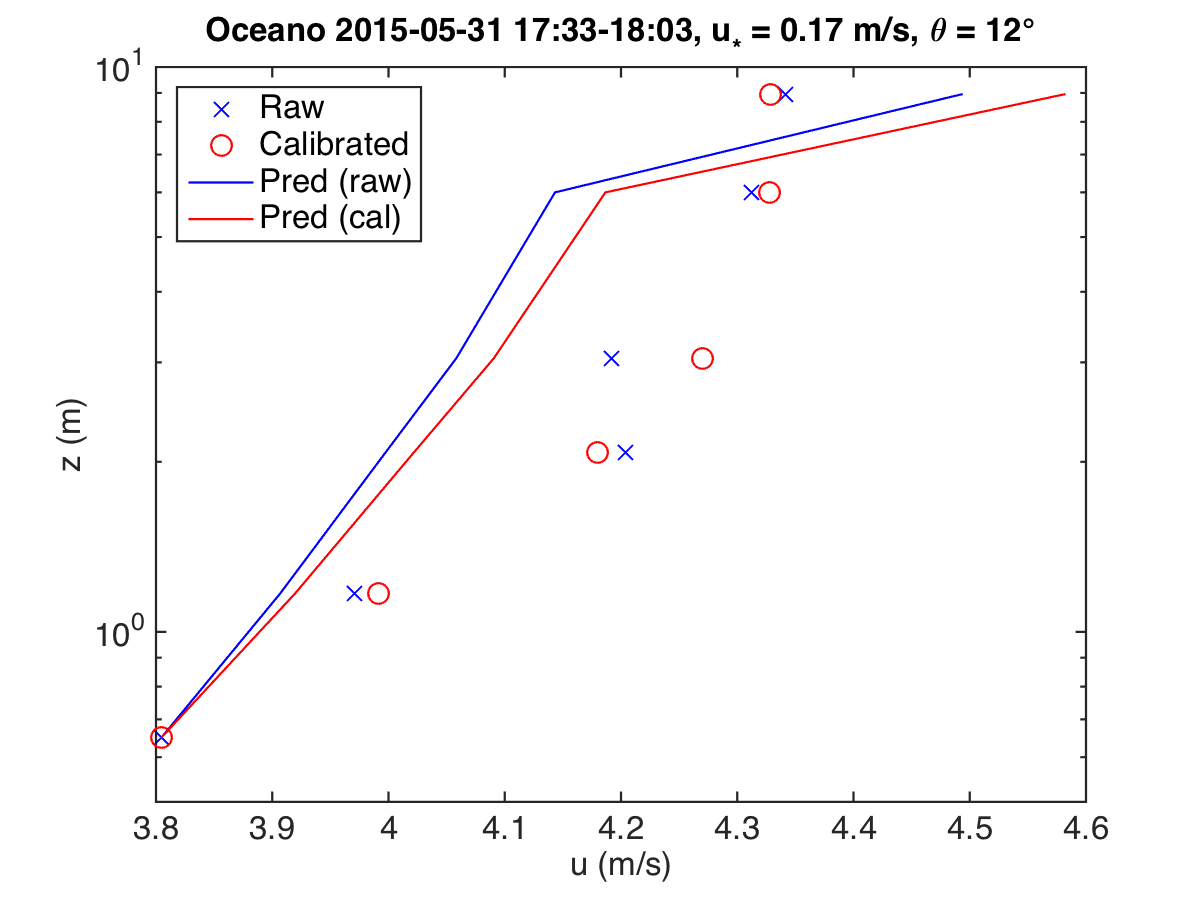 Oceano 2015-05-31 17:33-18:03, u* = 0.17 m/s, θ = 12°
10^1
Raw
Calibrated
Pred (raw)
Pred (cal)
z (m)
10^0
3.8 3.9 4 4.1 4.2 4.3 4.4 4.5 4.6
u (m/s)